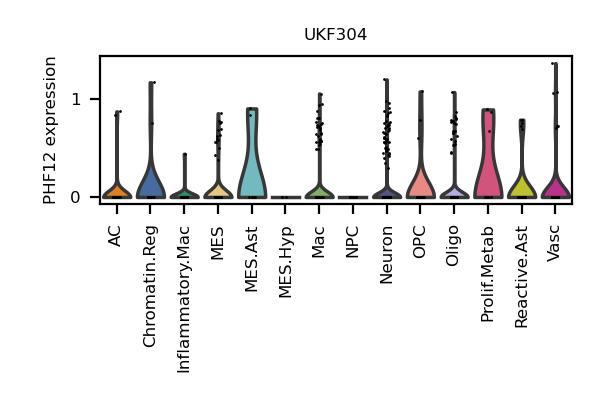 UKF304
PHF12 expression
1
0
AC
Chromatin.Reg
Inflammatory.Mac
MES
MES.Ast
MES.Hyp
Mac
NPC
Neuron
OPC
Oligo
Prolif.Metab
Reactive.Ast
Vasc